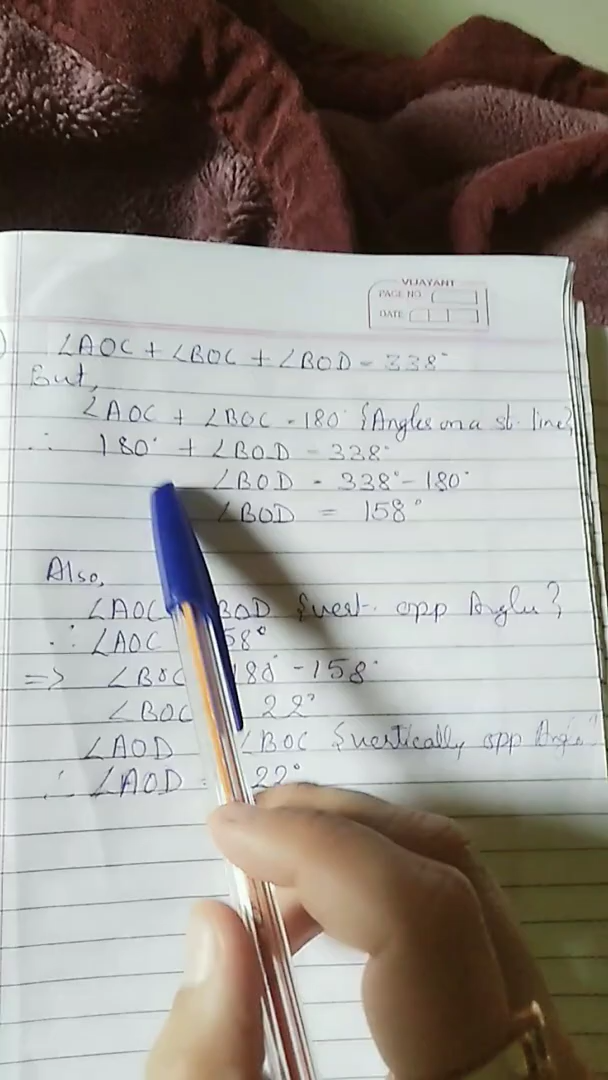 VIJAYANT
PAGE NO.
DATE
∠AOC + ∠BOC + ∠BOD = 338°
But,
∠AOC + ∠BOC = 180° {Angles on a st. line}
∴ 180° + ∠BOD = 338°
∠BOD = 338° - 180°
∠BOD = 158°
Also,
∠AOC BOD {vert. opp Angles}
∴ ∠AOC 58°
=> ∠BOC 180° - 158°
∠BOC 22°
∠AOD ∠BOC {vertically opp Angles}
∴ ∠AOD = 22°